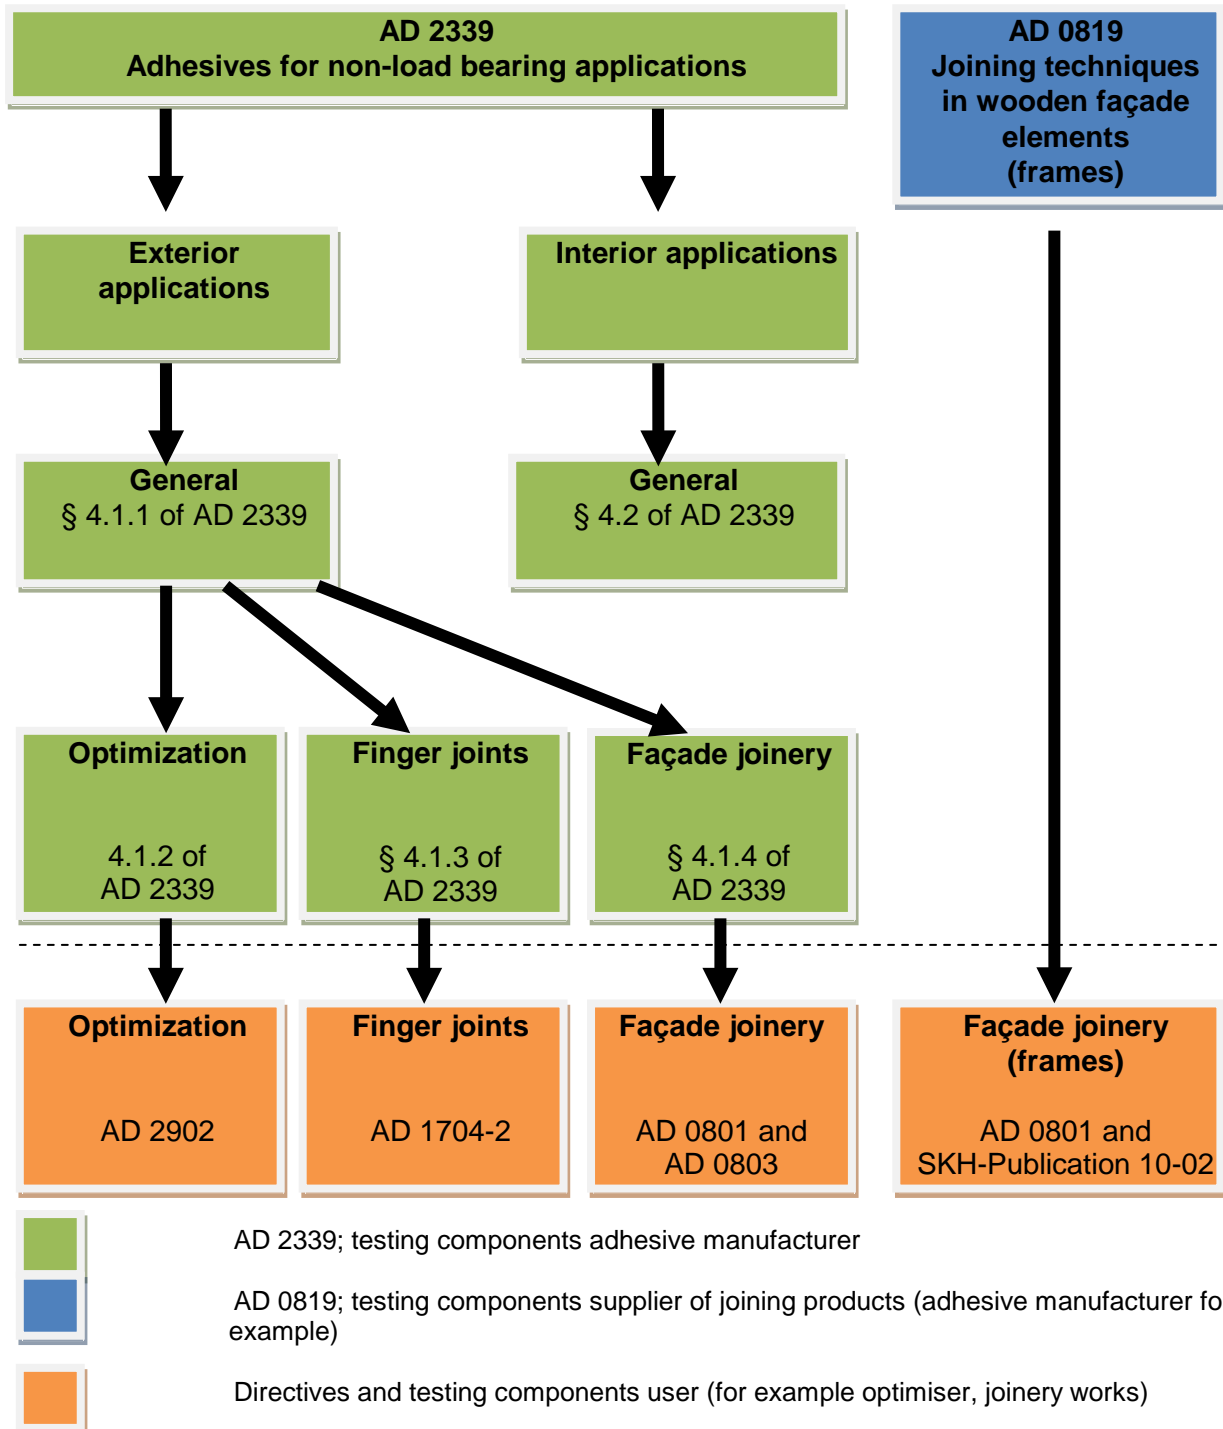 AD 2339
Adhesives for non-load bearing applications
AD 0819
Joining techniques
in wooden façade
elements
(frames)
Exterior
applications
Interior applications
General
§ 4.1.1 of AD 2339
General
§ 4.2 of AD 2339
Optimization
4.1.2 of
AD 2339
Finger joints
§ 4.1.3 of
AD 2339
Façade joinery
§ 4.1.4 of
AD 2339
Optimization
AD 2902
Finger joints
AD 1704-2
Façade joinery
AD 0801 and
AD 0803
Façade joinery
(frames)
AD 0801 and
SKH-Publication 10-02
AD 2339; testing components adhesive manufacturer
AD 0819; testing components supplier of joining products (adhesive manufacturer fo
example)
Directives and testing components user (for example optimiser, joinery works)